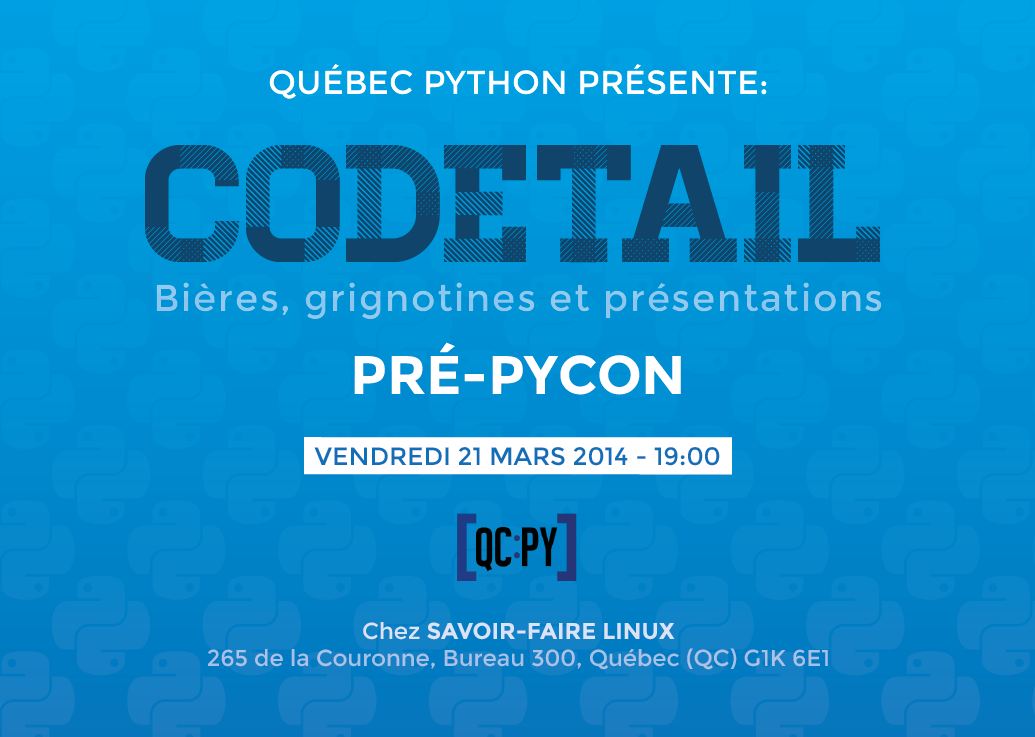 QUÉBEC PYTHON PRÉSENTE:
CODETAIL
Bières, grignotines et présentations
PRÉ-PYCON
VENDREDI 21 MARS 2014 - 19:00
[QC:PY]
Chez SAVOIR-FAIRE LINUX
265 de la Couronne, Bureau 300, Québec (QC) G1K 6E1